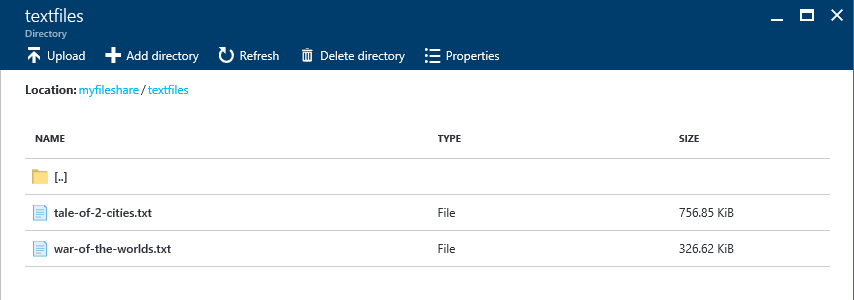 textfiles
Directory
Upload Add directory Refresh Delete directory Properties
Location: myfileshare / textfiles
NAME TYPE SIZE
[..]
tale-of-2-cities.txt File 756.85 KiB
war-of-the-worlds.txt File 326.62 KiB